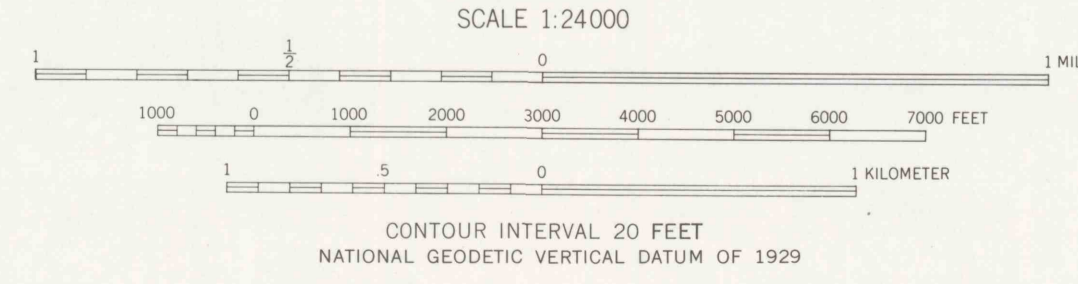 SCALE 1:24000
1 1/2 0 1 MIL
1000 0 1000 2000 3000 4000 5000 6000 7000 FEET
1 .5 0 1 KILOMETER
CONTOUR INTERVAL 20 FEET
NATIONAL GEODETIC VERTICAL DATUM OF 1929